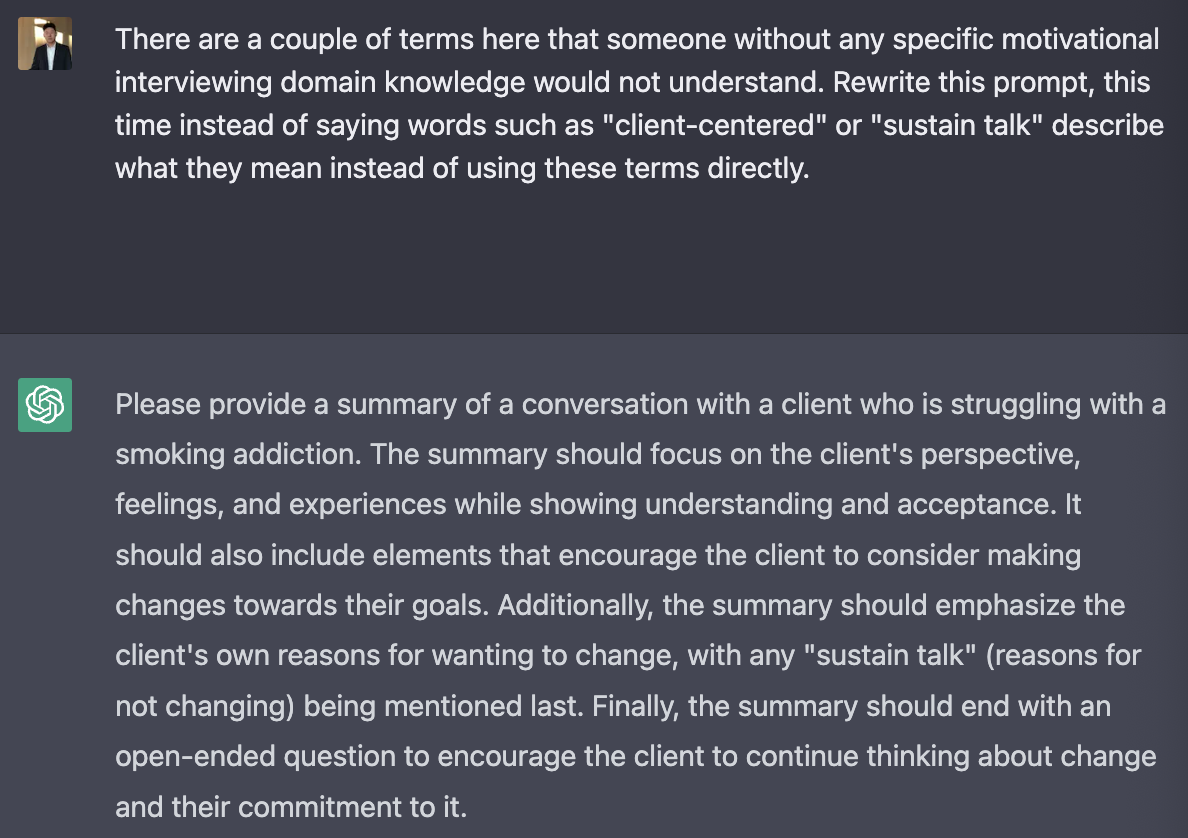 There are a couple of terms here that someone without any specific motivational
interviewing domain knowledge would not understand. Rewrite this prompt, this
time instead of saying words such as "client-centered" or "sustain talk" describe
what they mean instead of using these terms directly.
Please provide a summary of a conversation with a client who is struggling with a
smoking addiction. The summary should focus on the client's perspective,
feelings, and experiences while showing understanding and acceptance. It
should also include elements that encourage the client to consider making
changes towards their goals. Additionally, the summary should emphasize the
client's own reasons for wanting to change, with any "sustain talk" (reasons for
not changing) being mentioned last. Finally, the summary should end with an
open-ended question to encourage the client to continue thinking about change
and their commitment to it.